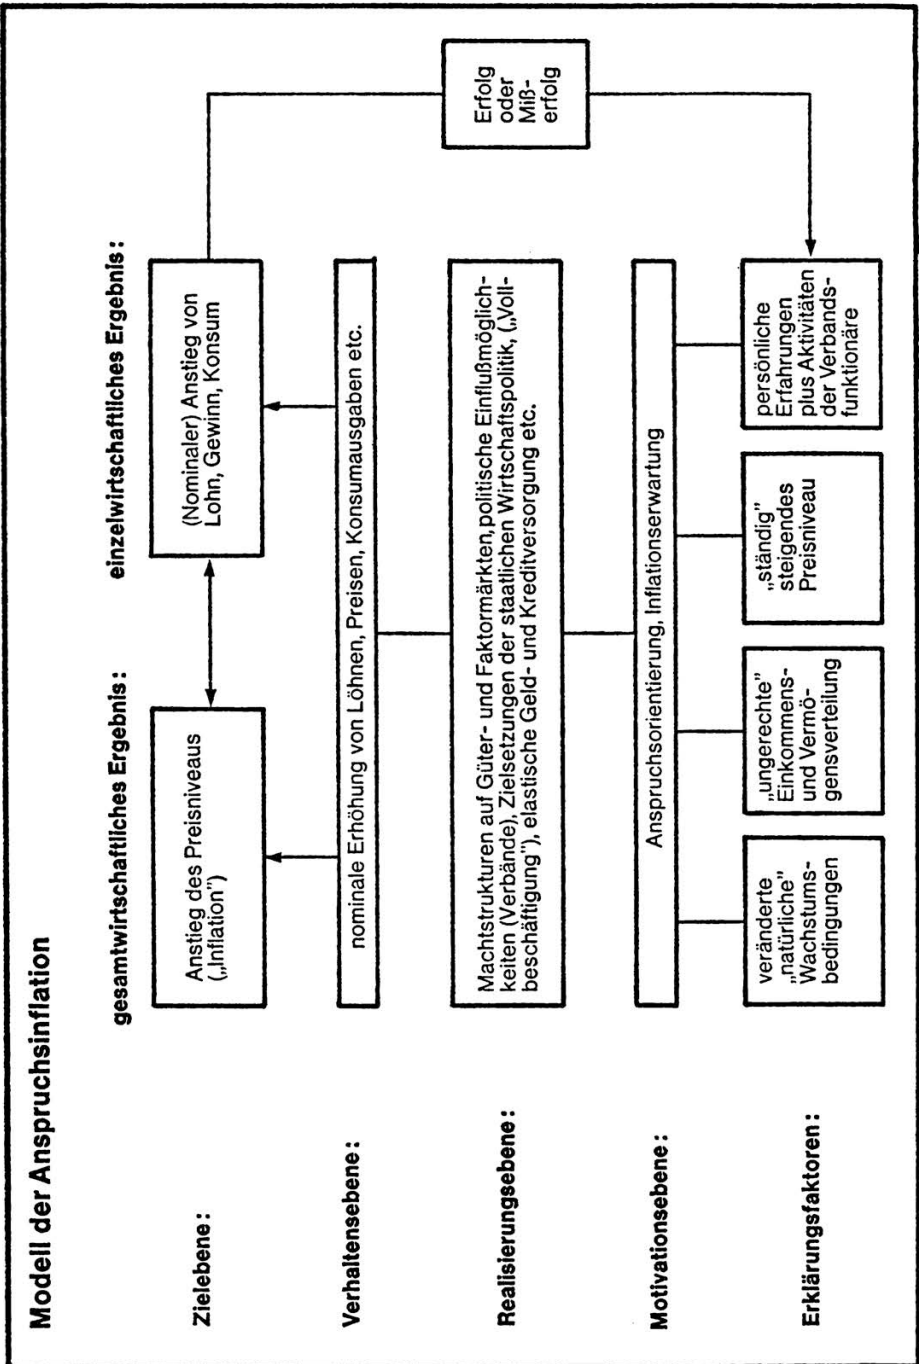 Modell der Anspruchsinflation
gesamtwirtschaftliches Ergebnis:
einzelwirtschaftliches Ergebnis:
Zielebene:
Anstieg des Preisniveaus
(„Inflation”)
(Nominaler) Anstieg von
Lohn, Gewinn, Konsum
Erfolg
oder
Miß-
erfolg
Verhaltensebene:
nominale Erhöhung von Löhnen, Preisen, Konsumausgaben etc.
Realisierungsebene:
Machtstrukturen auf Güter- und Faktormärkten, politische Einflußmöglich-
keiten (Verbände), Zielsetzungen der staatlichen Wirtschaftspolitik, („Voll-
beschäftigung”), elastische Geld- und Kreditversorgung etc.
Motivationsebene:
Anspruchsorientierung, Inflationserwartung
Erklärungsfaktoren:
veränderte
„natürliche”
Wachstums-
bedingungen
„ungerechte”
Einkommens-
und Vermö-
gensverteilung
„ständig”
steigendes
Preisniveau
persönliche
Erfahrungen
plus Aktivitäten
der Verbands-
funktionäre